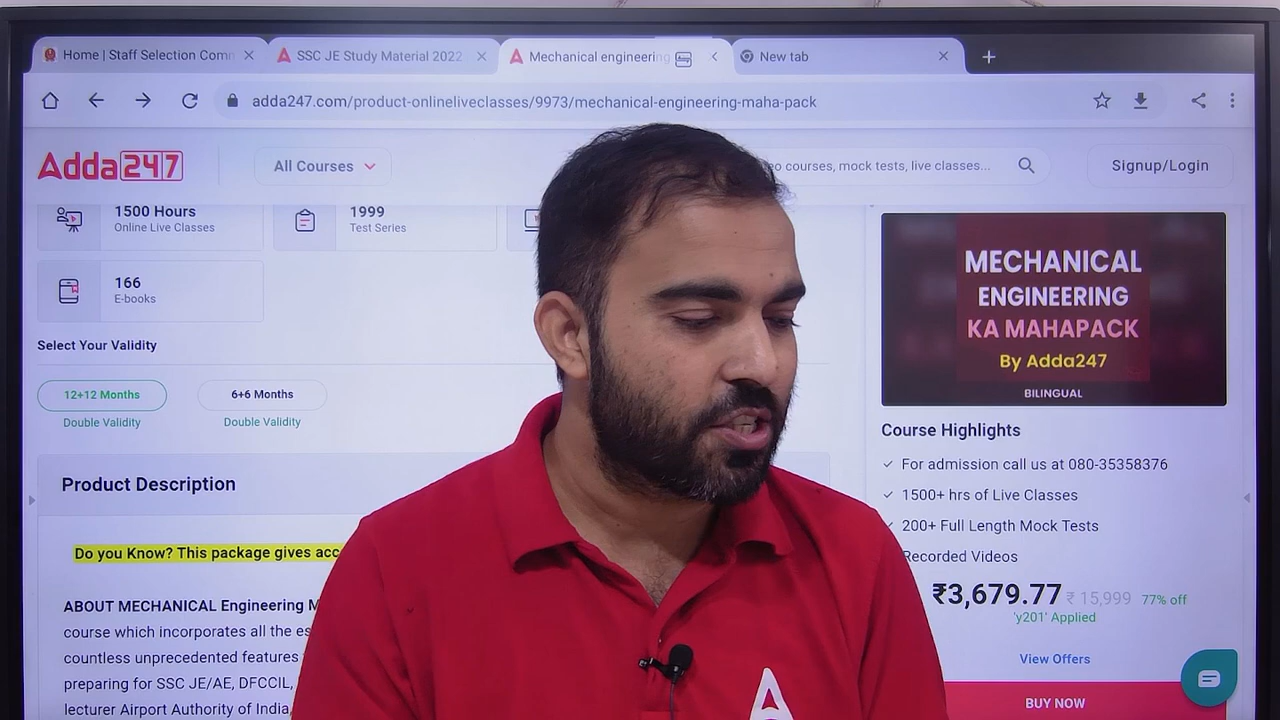 Home | Staff Selection Comm
SSC JE Study Material 2022
Mechanical engineering
New tab
adda247.com/product-onlineliveclasses/9973/mechanical-engineering-maha-pack
Adda247
All Courses
eo courses, mock tests, live classes...
Signup/Login
1500 Hours
Online Live Classes
1999
Test Series
166
E-books
Select Your Validity
12+12 Months
Double Validity
6+6 Months
Double Validity
Product Description
Do you Know? This package gives acc
ABOUT MECHANICAL Engineering M
course which incorporates all the es
countless unprecedented features
preparing for SSC JE/AE, DFCCIL,
lecturer Airport Authority of India,
MECHANICAL
ENGINEERING
KA MAHAPACK
By Adda247
BILINGUAL
Course Highlights
For admission call us at 080-35358376
1500+ hrs of Live Classes
200+ Full Length Mock Tests
Recorded Videos
₹3,679.77 ₹ 15,999 77% off
'y201' Applied
View Offers
BUY NOW